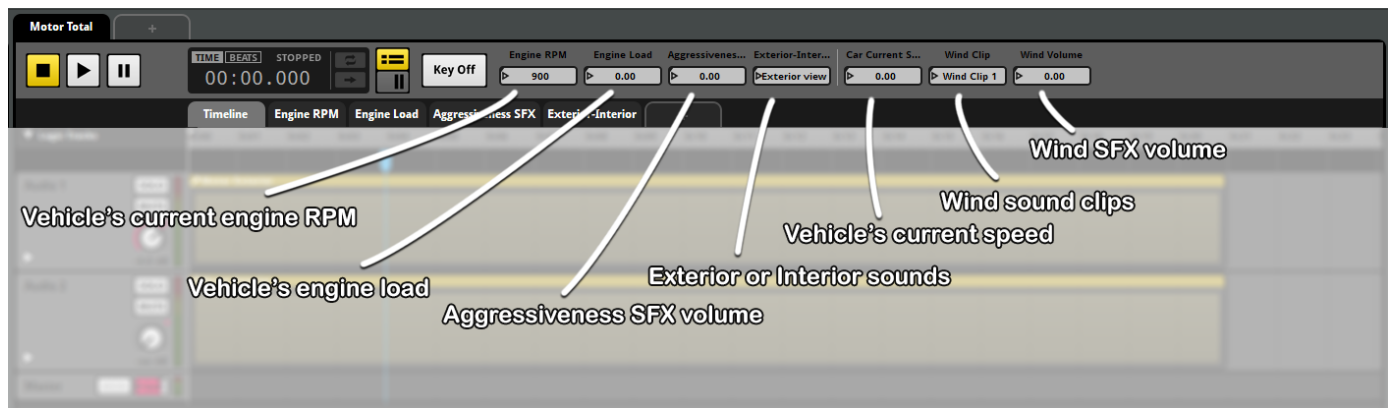 Motor Total
+
TIME BEATS STOPPED
00:00.000
Key Off
Engine RPM
900
Engine Load
0.00
Aggressivenes...
0.00
Exterior-Inter...
Exterior view
Car Current S...
0.00
Wind Clip
Wind Clip 1
Wind Volume
0.00
Timeline Engine RPM Engine Load Aggressiveness SFX Exterior-Interior
Wind SFX volume
Wind sound clips
Vehicle's current engine RPM
Vehicle's current speed
Exterior or Interior sounds
Vehicle's engine load
Aggressiveness SFX volume